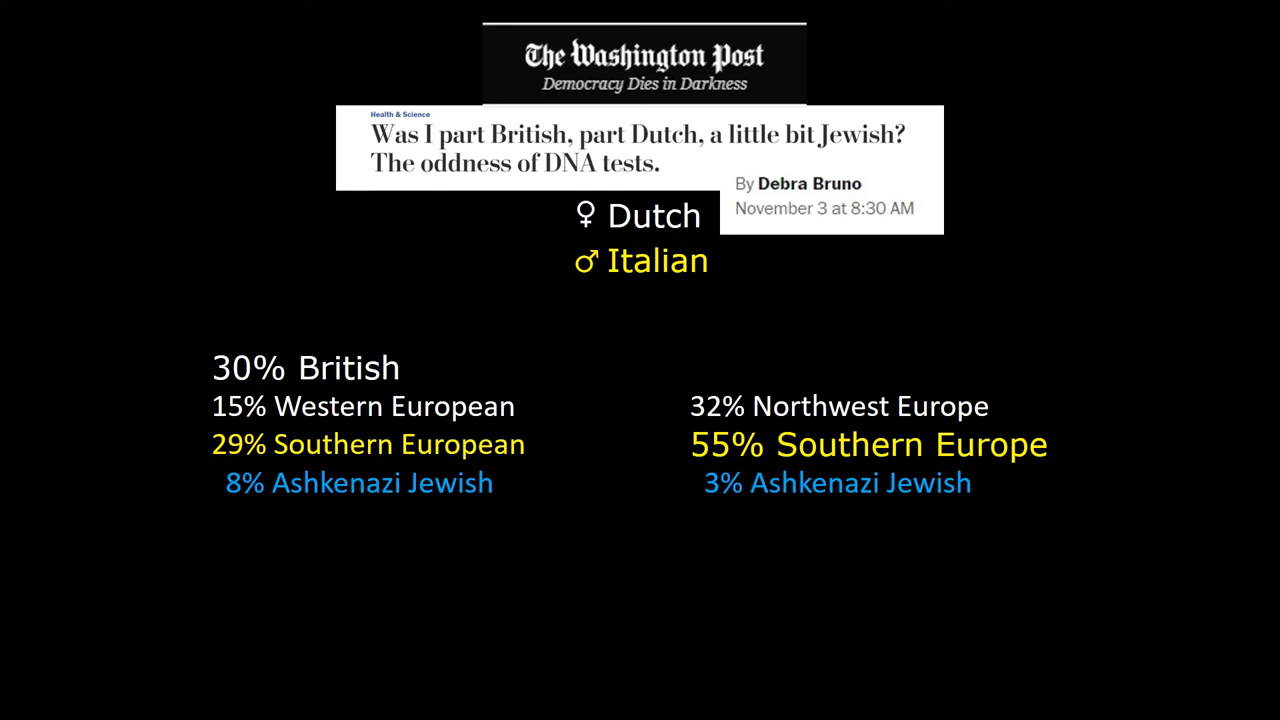 The Washington Post
Democracy Dies in Darkness
Health & Science
Was I part British, part Dutch, a little bit Jewish?
The oddness of DNA tests.
By Debra Bruno
November 3 at 8:30 AM
♀ Dutch
♂ Italian
30% British
15% Western European
29% Southern European
8% Ashkenazi Jewish
32% Northwest Europe
55% Southern Europe
3% Ashkenazi Jewish